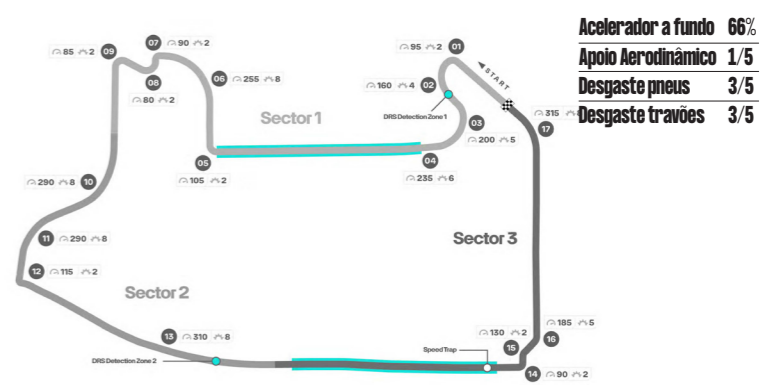 Acelerador a fundo 66%
Apoio Aerodinâmico 1/5
Desgaste pneus 3/5
Desgaste travões 3/5
07 90 2
09
85 2
08
80 2
06 255 8
95 2 01
START
160 4 02
DRS Detection Zone 1
03
200 5
315
17
Sector 1
05
105 2
04
235 6
290 8 10
11 290 8
12 115 2
Sector 3
Sector 2
13 310 8
DRS Detection Zone 2
Speed Trap
130 2
15
185 5
16
14 90 2